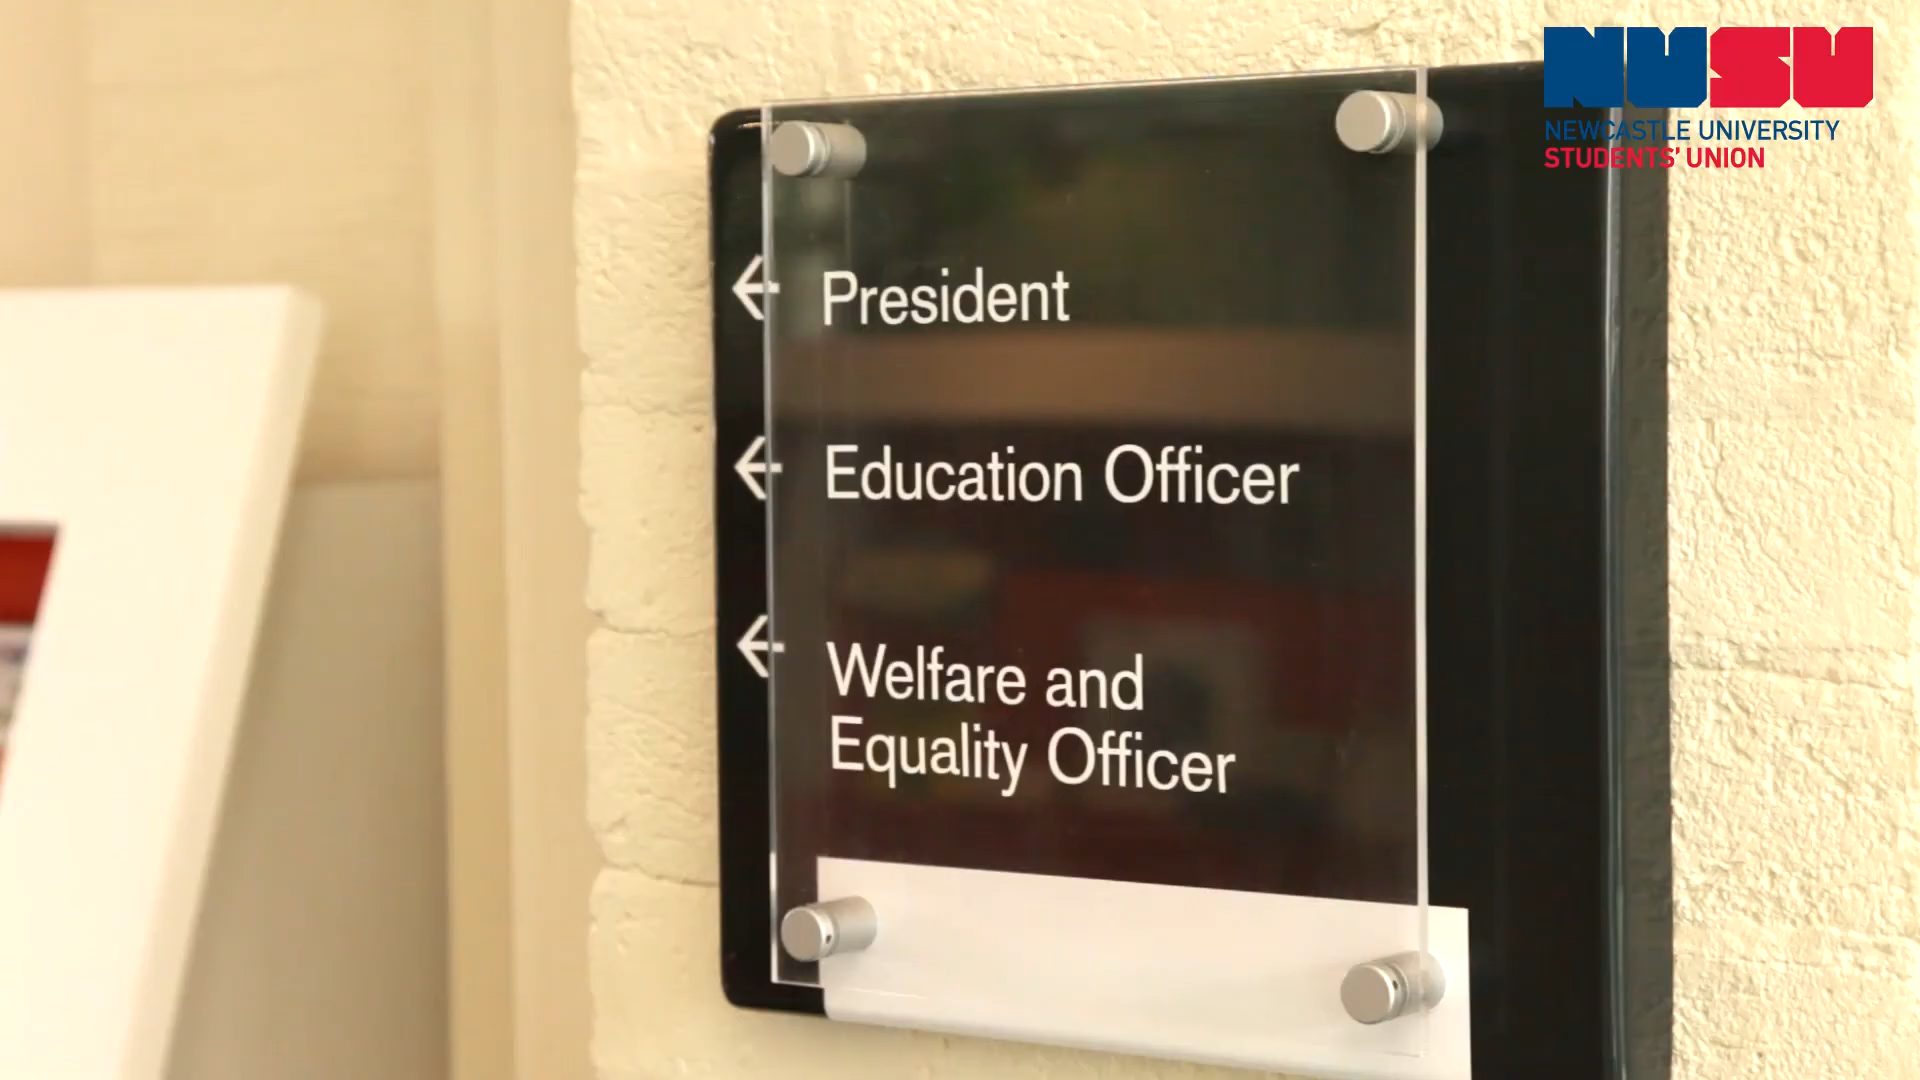 NUSU
NEWCASTLE UNIVERSITY
STUDENTS' UNION
← President
← Education Officer
← Welfare and
Equality Officer